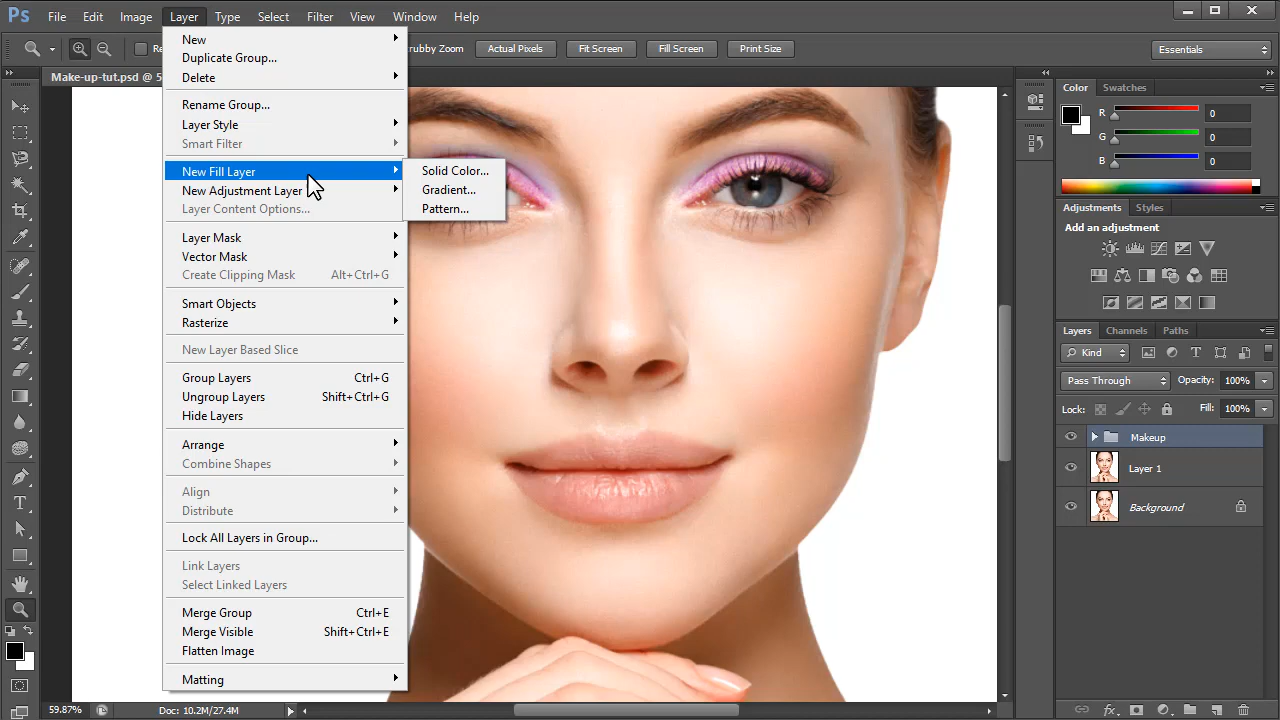 Ps File Edit Image Layer Type Select Filter View Window Help
Re crubby Zoom Actual Pixels Fit Screen Fill Screen Print Size Essentials
Make-up-tut.psd @ 5
New
Duplicate Group...
Delete
Rename Group...
Layer Style
Smart Filter
New Fill Layer
New Adjustment Layer
Layer Content Options...
Layer Mask
Vector Mask
Create Clipping Mask Alt+Ctrl+G
Smart Objects
Rasterize
New Layer Based Slice
Group Layers Ctrl+G
Ungroup Layers Shift+Ctrl+G
Hide Layers
Arrange
Combine Shapes
Align
Distribute
Lock All Layers in Group...
Link Layers
Select Linked Layers
Merge Group Ctrl+E
Merge Visible Shift+Ctrl+E
Flatten Image
Matting
Solid Color...
Gradient...
Pattern...
Color Swatches
R 0
G 0
B 0
Adjustments Styles
Add an adjustment
Layers Channels Paths
Kind
Pass Through Opacity: 100%
Lock: Fill: 100%
Makeup
Layer 1
Background
59.87% Doc: 10.2M/27.4M